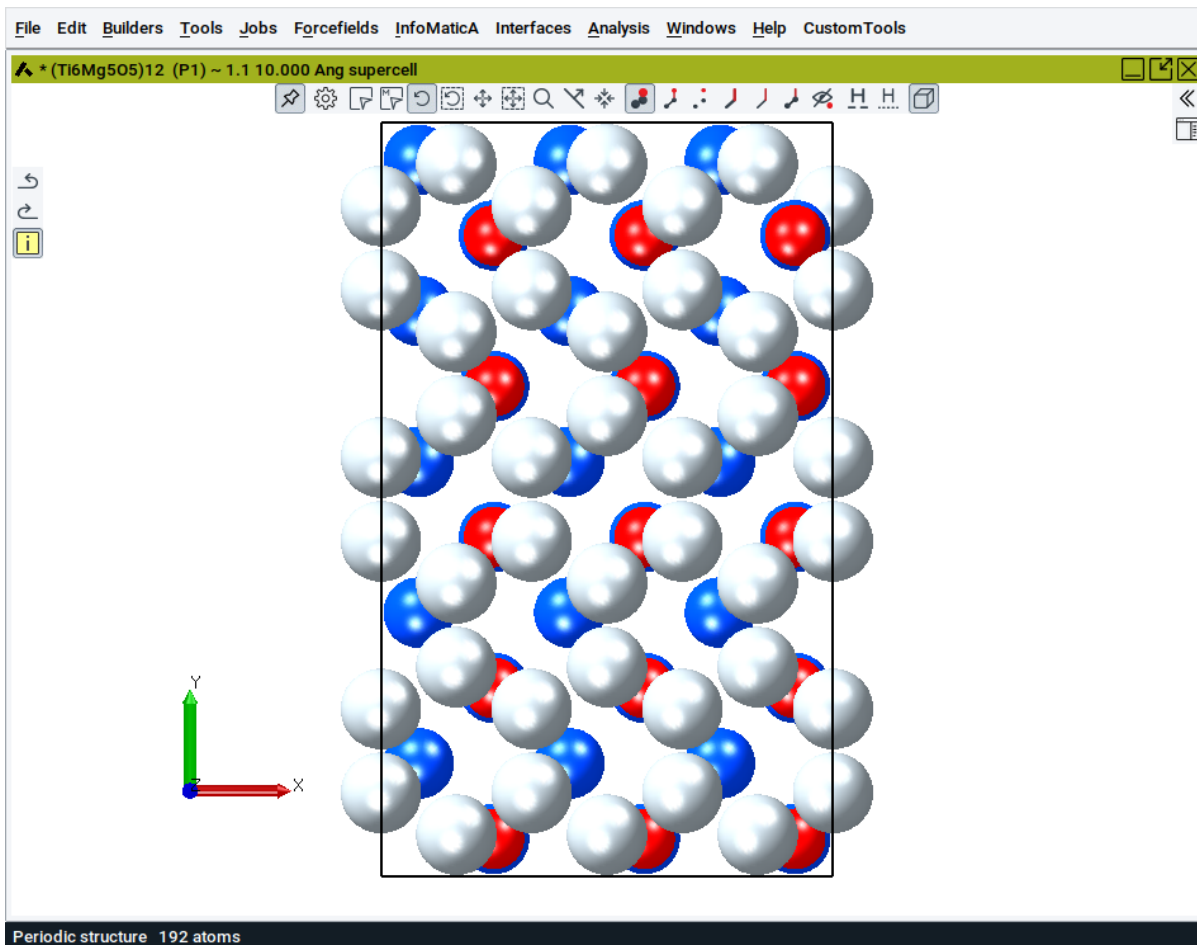 File Edit Builders Tools Jobs Forcefields InfoMaticA Interfaces Analysis Windows Help CustomTools
* (Ti6Mg5O5)12 (P1) ~ 1.1 10.000 Ang supercell
M H H
i
Y
Z X
Periodic structure 192 atoms